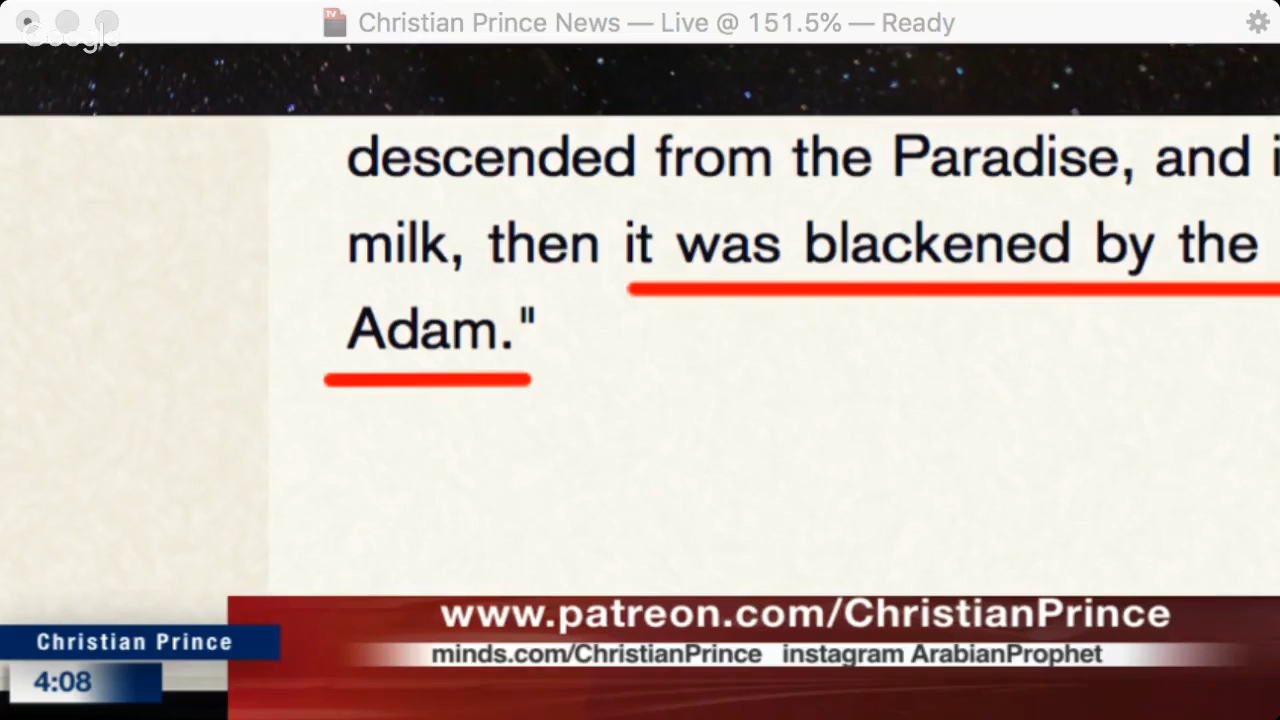 Christian Prince News — Live @ 151.5% — Ready
Google
descended from the Paradise, and
milk, then it was blackened by the
Adam."
www.patreon.com/ChristianPrince
Christian Prince
minds.com/ChristianPrince instagram ArabianProphet
4:08